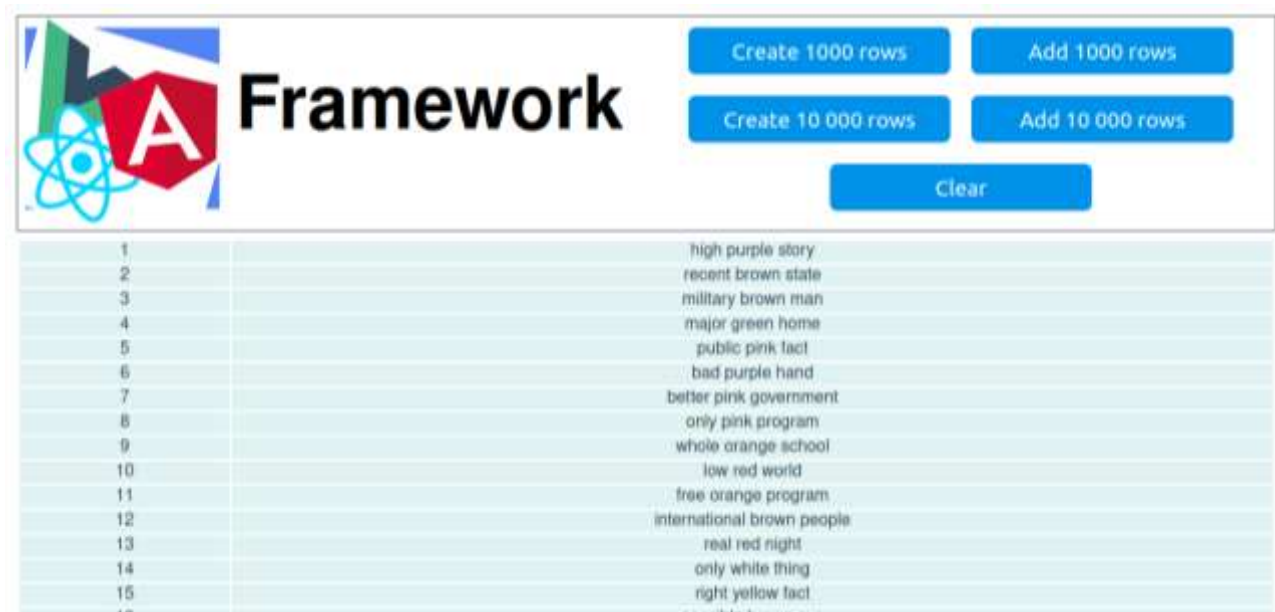 A
Framework
Create 1000 rows
Add 1000 rows
Create 10 000 rows
Add 10 000 rows
Clear
1 high purple story
2 recent brown state
3 military brown man
4 major green home
5 public pink fact
6 bad purple hand
7 better pink government
8 only pink program
9 whole orange school
10 low red world
11 free orange program
12 international brown people
13 real red night
14 only white thing
15 right yellow fact